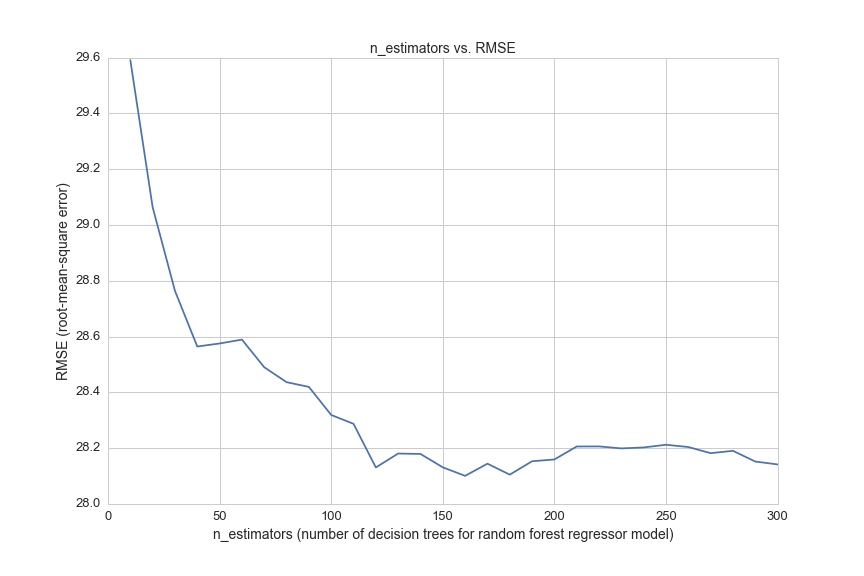 n_estimators vs. RMSE
29.6
29.4
29.2
29.0
28.8
28.6
28.4
28.2
28.0
RMSE (root-mean-square error)
0 50 100 150 200 250 300
n_estimators (number of decision trees for random forest regressor model)